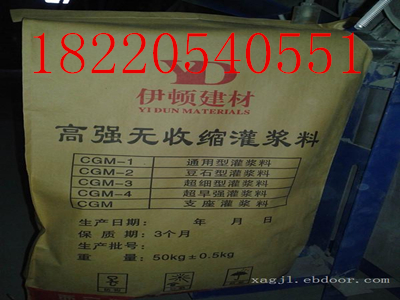 18220540551
YD
伊顿建材
YI DUN MATERIALS
高强无收缩灌浆料
CGM-1 通用型灌浆料
CGM-2 豆石型灌浆料
CGM-3 超细型灌浆料
CGM-4 超早强灌浆料
CGM 支座灌浆料
生产日期: 年 月 日
保质期:3个月
生产批号:
重量:50kg±0.5kg
xagjl.ebdoor.com